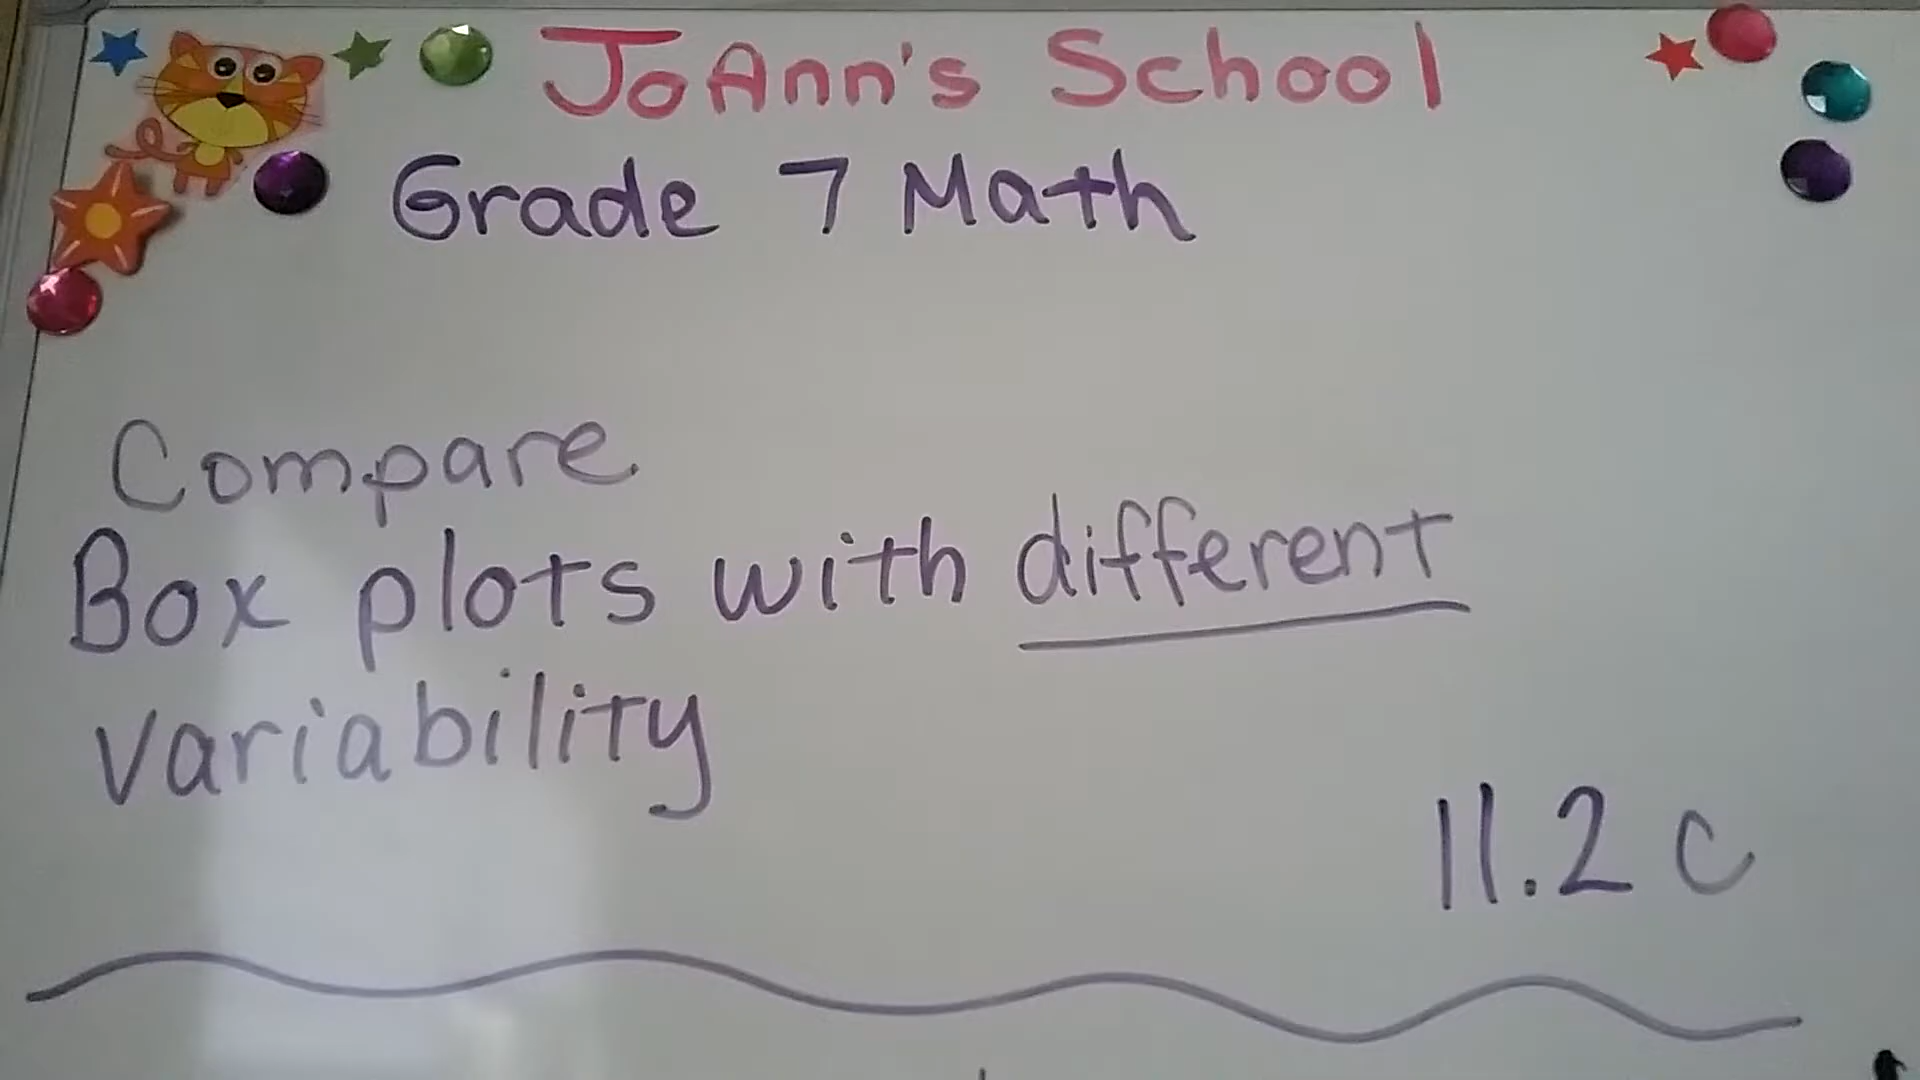 JoAnn's School
Grade 7 Math
Compare
Box plots with different
variability
11.2 c